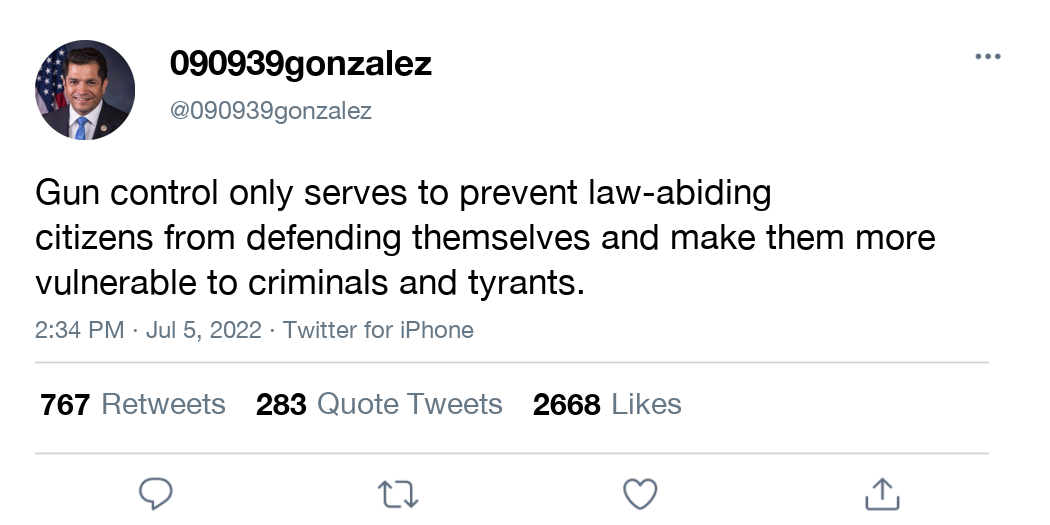 090939gonzalez
@090939gonzalez
Gun control only serves to prevent law-abiding
citizens from defending themselves and make them more
vulnerable to criminals and tyrants.
2:34 PM · Jul 5, 2022 · Twitter for iPhone
767 Retweets 283 Quote Tweets 2668 Likes